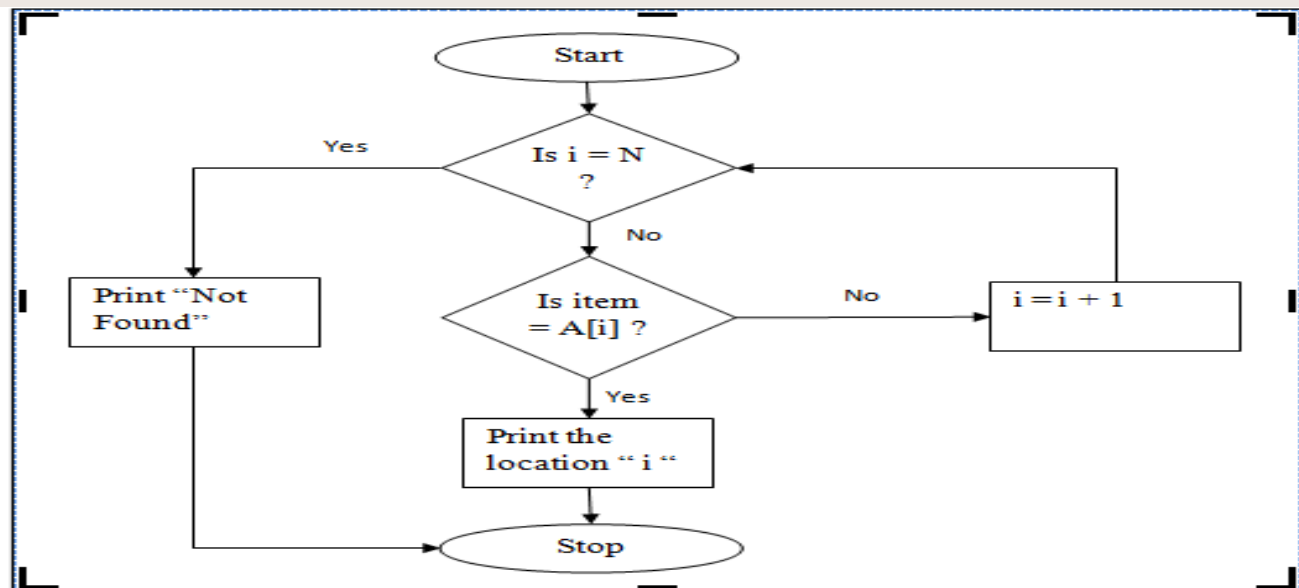 Start
Yes
Is i = N
?
No
Print “Not
Found”
Is item
= A[i] ?
No
i = i + 1
Yes
Print the
location “ i “
Stop